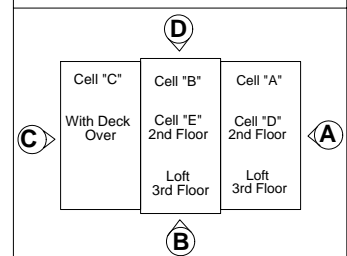 D
Cell "C"
Cell "B"
Cell "A"
With Deck
Over
Cell "E"
2nd Floor
Cell "D"
2nd Floor
C
A
Loft
3rd Floor
Loft
3rd Floor
B